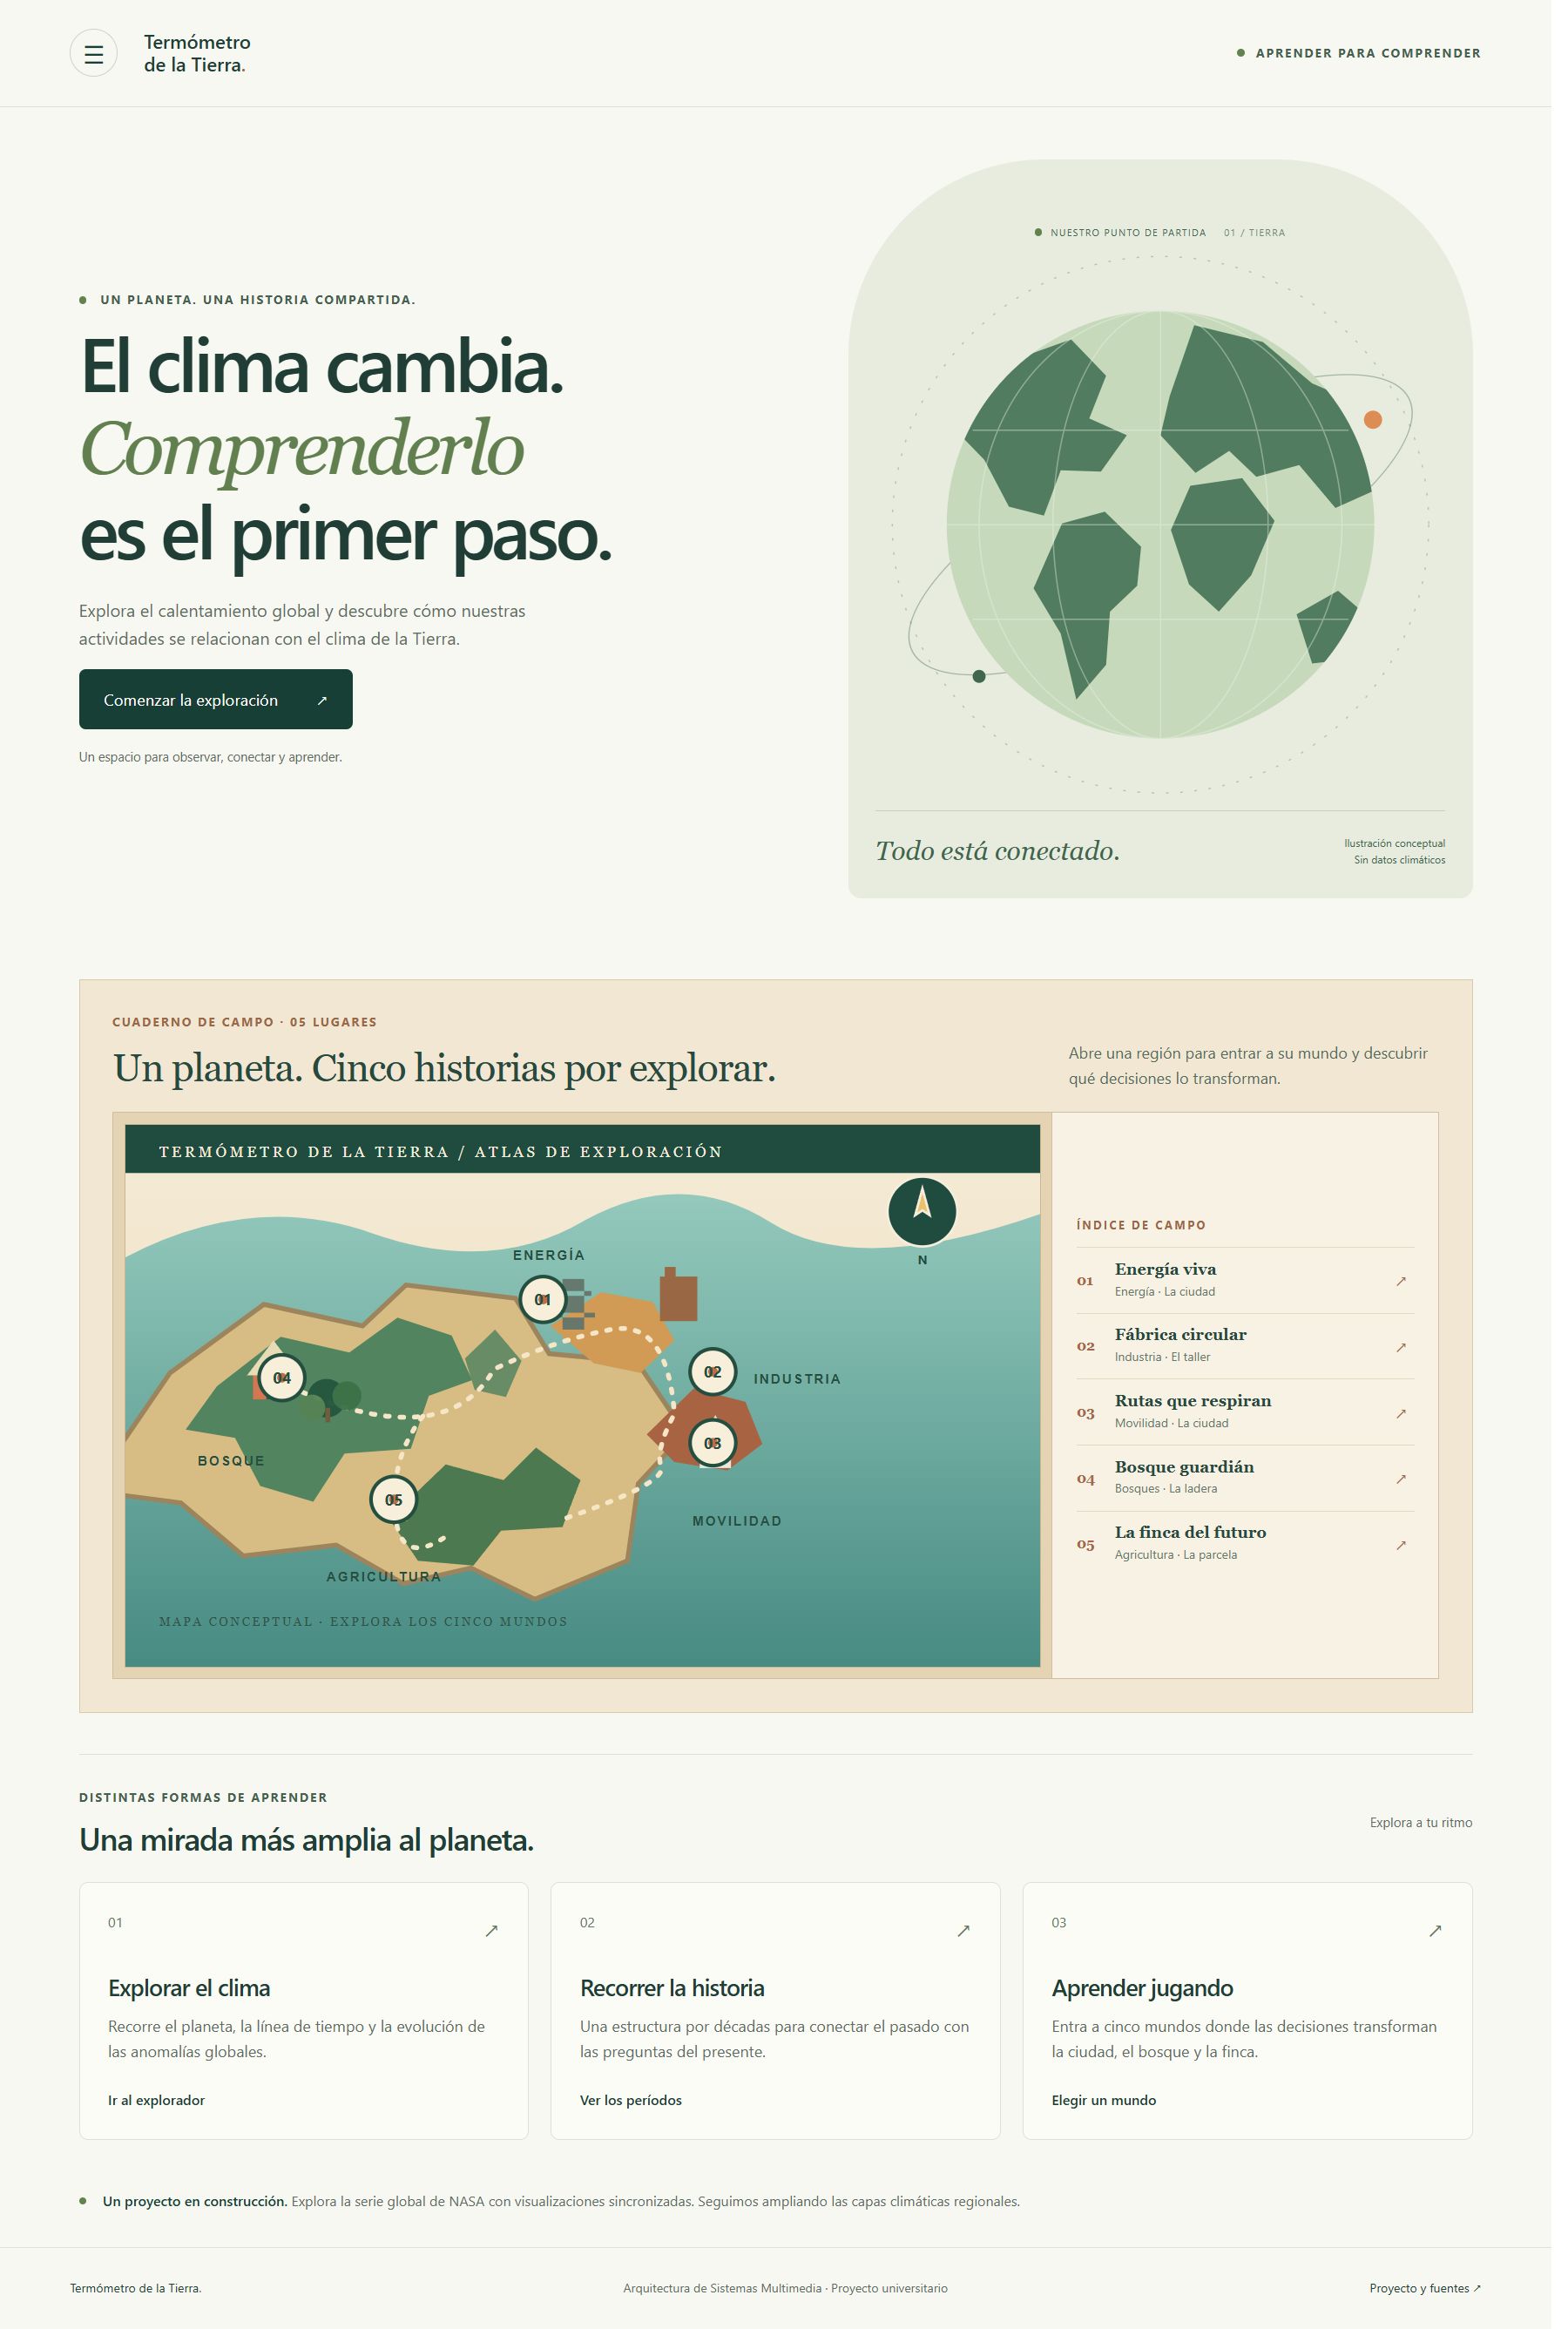 Termómetro
de la Tierra.
APRENDER PARA COMPRENDER
UN PLANETA. UNA HISTORIA COMPARTIDA.
El clima cambia.
Comprenderlo
es el primer paso.
Explora el calentamiento global y descubre cómo nuestras
actividades se relacionan con el clima de la Tierra.
Comenzar la exploración ↗
Un espacio para observar, conectar y aprender.
NUESTRO PUNTO DE PARTIDA 01 / TIERRA
Todo está conectado.
Ilustración conceptual
Sin datos climáticos
CUADERNO DE CAMPO · 05 LUGARES
Un planeta. Cinco historias por explorar.
Abre una región para entrar a su mundo y descubrir
qué decisiones lo transforman.
TERMÓMETRO DE LA TIERRA / ATLAS DE EXPLORACIÓN
N
ENERGÍA
01
02
INDUSTRIA
04
03
BOSQUE
05
MOVILIDAD
AGRICULTURA
MAPA CONCEPTUAL · EXPLORA LOS CINCO MUNDOS
ÍNDICE DE CAMPO
01 Energía viva ↗
Energía · La ciudad
02 Fábrica circular ↗
Industria · El taller
03 Rutas que respiran ↗
Movilidad · La ciudad
04 Bosque guardián ↗
Bosques · La ladera
05 La finca del futuro ↗
Agricultura · La parcela
DISTINTAS FORMAS DE APRENDER
Una mirada más amplia al planeta.
Explora a tu ritmo
01 ↗
Explorar el clima
Recorre el planeta, la línea de tiempo y la evolución de
las anomalías globales.
Ir al explorador
02 ↗
Recorrer la historia
Una estructura por décadas para conectar el pasado con
las preguntas del presente.
Ver los períodos
03 ↗
Aprender jugando
Entra a cinco mundos donde las decisiones transforman
la ciudad, el bosque y la finca.
Elegir un mundo
Un proyecto en construcción. Explora la serie global de NASA con visualizaciones sincronizadas. Seguimos ampliando las capas climáticas regionales.
Termómetro de la Tierra.
Arquitectura de Sistemas Multimedia · Proyecto universitario
Proyecto y fuentes ↗